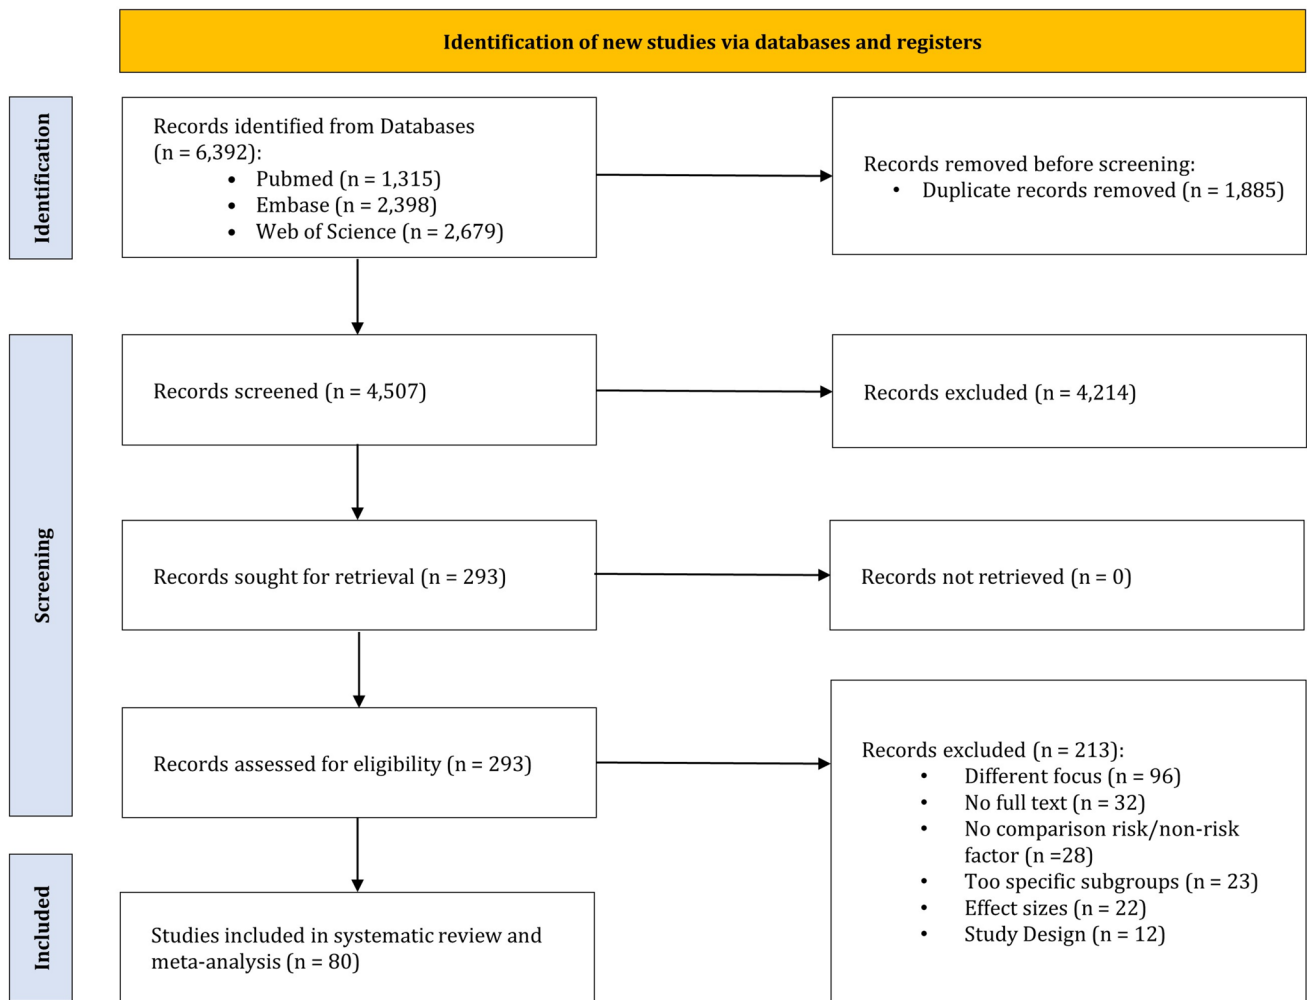 Identification of new studies via databases and registers
Identification
Records identified from Databases
(n = 6,392):
• Pubmed (n = 1,315)
• Embase (n = 2,398)
• Web of Science (n = 2,679)
Records removed before screening:
• Duplicate records removed (n = 1,885)
Screening
Records screened (n = 4,507)
Records excluded (n = 4,214)
Records sought for retrieval (n = 293)
Records not retrieved (n = 0)
Records assessed for eligibility (n = 293)
Records excluded (n = 213):
• Different focus (n = 96)
• No full text (n = 32)
• No comparison risk/non-risk
factor (n =28)
• Too specific subgroups (n = 23)
• Effect sizes (n = 22)
• Study Design (n = 12)
Included
Studies included in systematic review and
meta-analysis (n = 80)